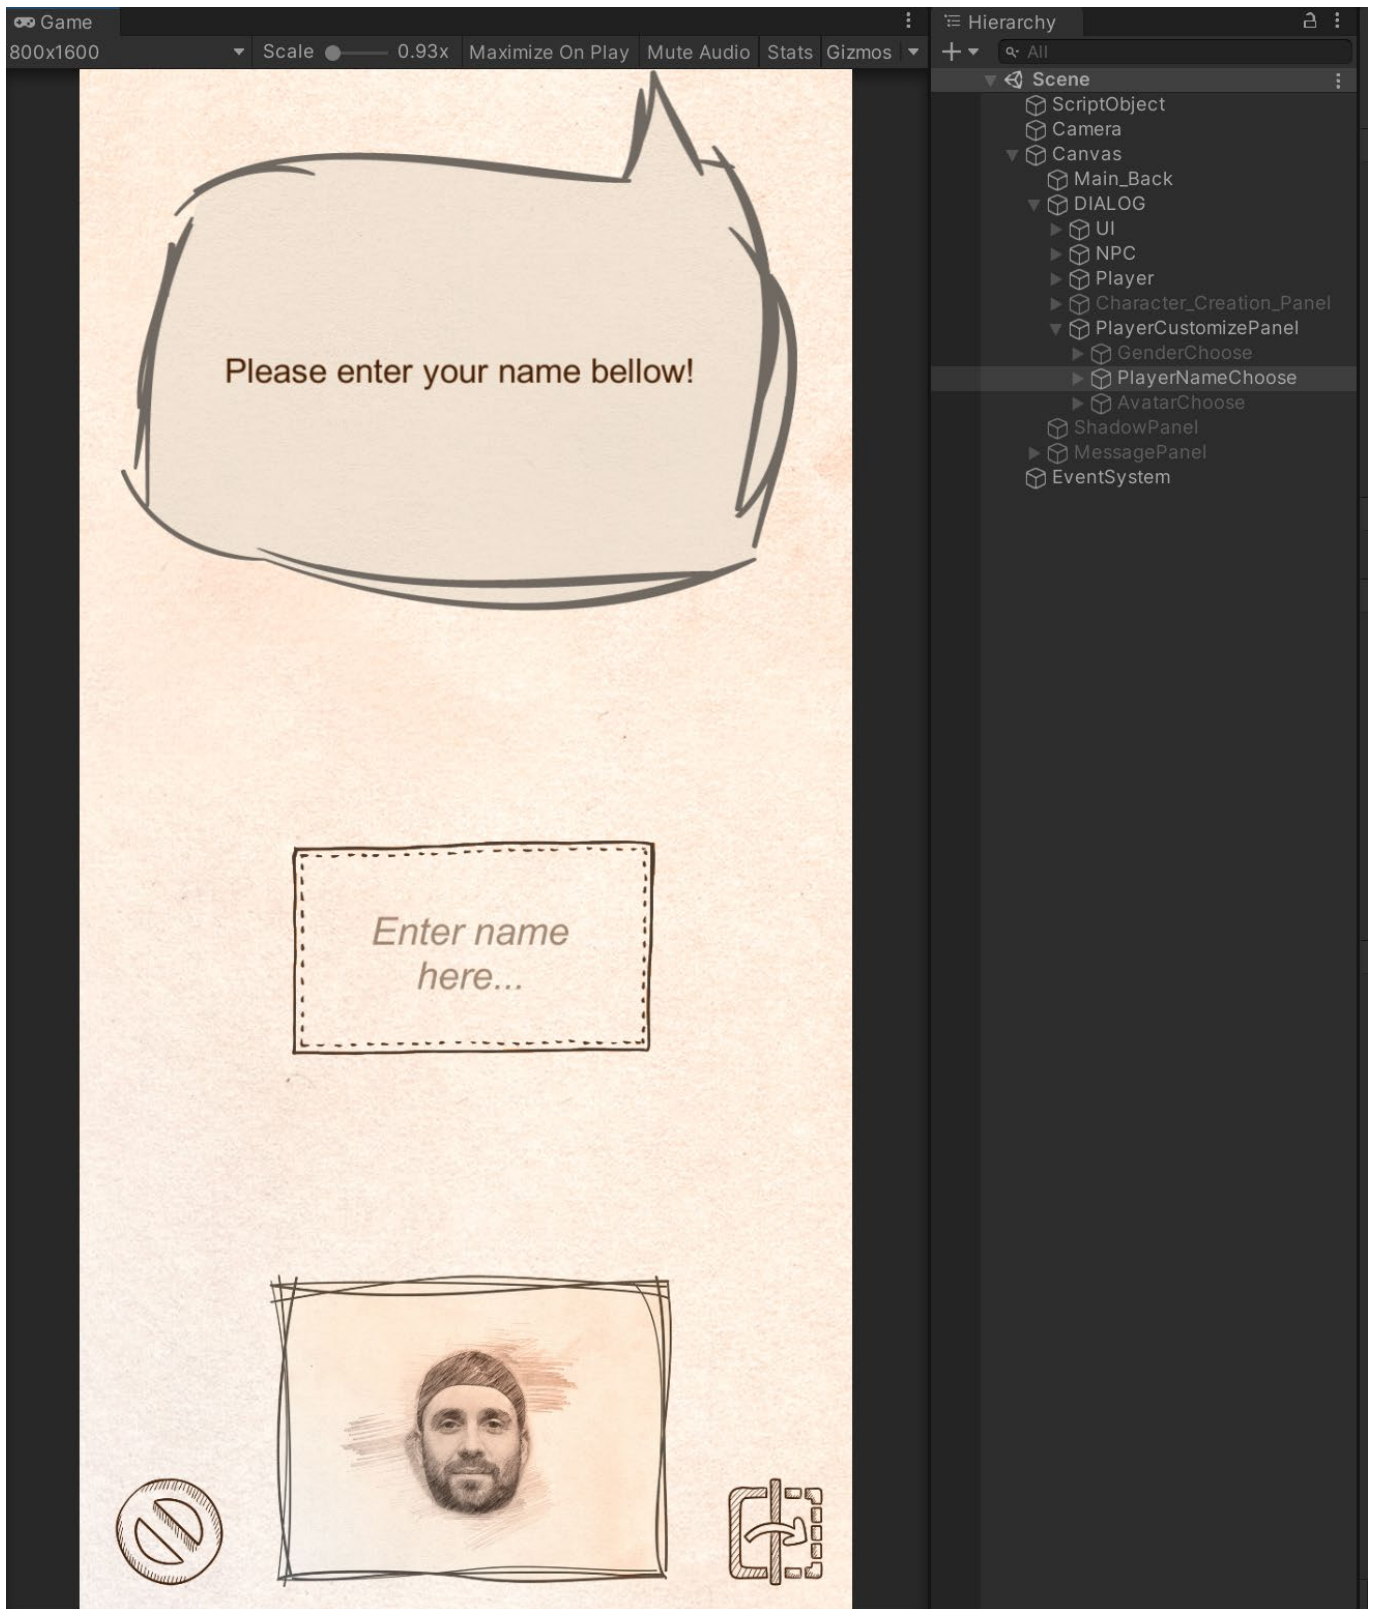 Game
800x1600 Scale 0.93x Maximize On Play Mute Audio Stats Gizmos
Please enter your name bellow!
Enter name
here...
Hierarchy
All
Scene
ScriptObject
Camera
Canvas
Main_Back
DIALOG
UI
NPC
Player
Character_Creation_Panel
PlayerCustomizePanel
GenderChoose
PlayerNameChoose
AvatarChoose
ShadowPanel
MessagePanel
EventSystem